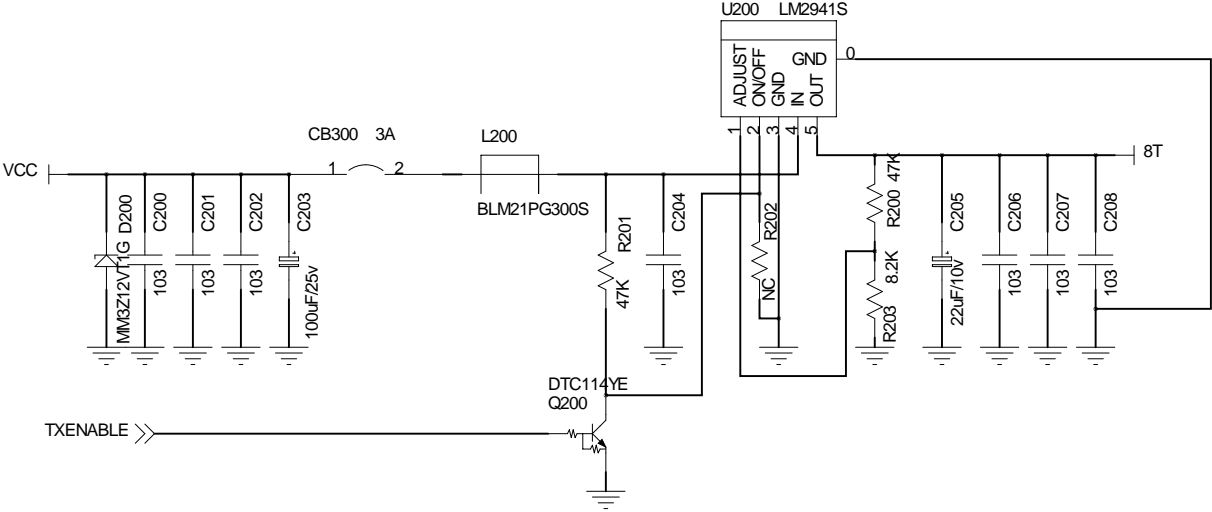 U200 LM2941S
ADJUST
ON/OFF
GND
IN
OUT
GND
0
1
2
3
4
5
CB300 3A
1
2
L200
BLM21PG300S
VCC
8T
D200
MM3Z12VT1G
C200
103
C201
103
C202
103
C203
+
100uF/25v
R201
47K
C204
103
R202
NC
47K
R200
8.2K
R203
C205
+
22uF/10v
C206
103
C207
103
C208
103
DTC114YE
Q200
TXENABLE